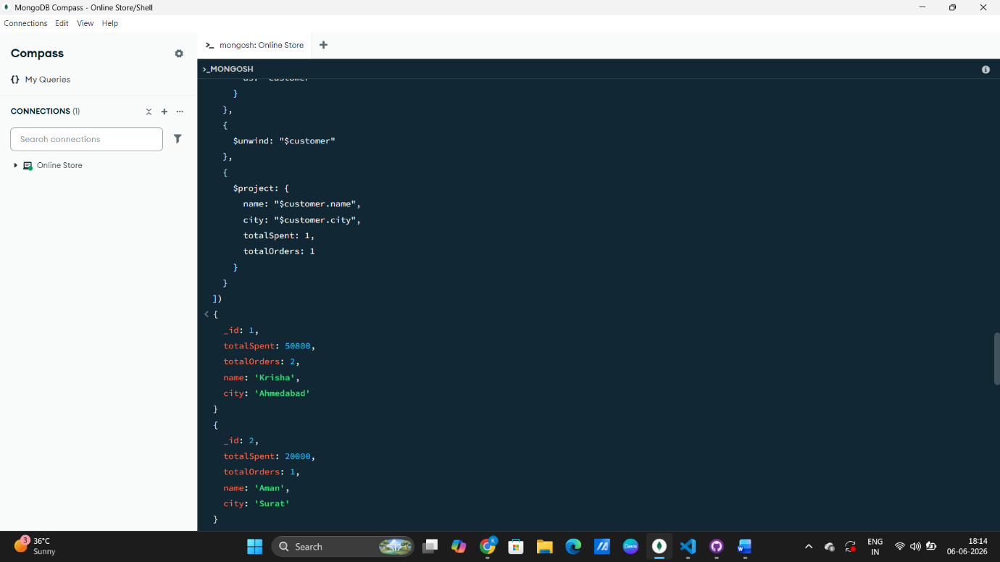 MongoDB Compass - Online Store/Shell
Connections Edit View Help
Compass
{} My Queries
CONNECTIONS (1)
Search connections
Online Store
>_ mongosh: Online Store
>_MONGOSH
}
},
{
$unwind: "$customer"
},
{
$project: {
name: "$customer.name",
city: "$customer.city",
totalSpent: 1,
totalOrders: 1
}
}
])
< {
_id: 1,
totalSpent: 50800,
totalOrders: 2,
name: 'Krisha',
city: 'Ahmedabad'
}
{
_id: 2,
totalSpent: 20000,
totalOrders: 1,
name: 'Aman',
city: 'Surat'
}
3
36°C
Sunny
Search
K
Canva
ENG
IN
18:14
06-06-2026